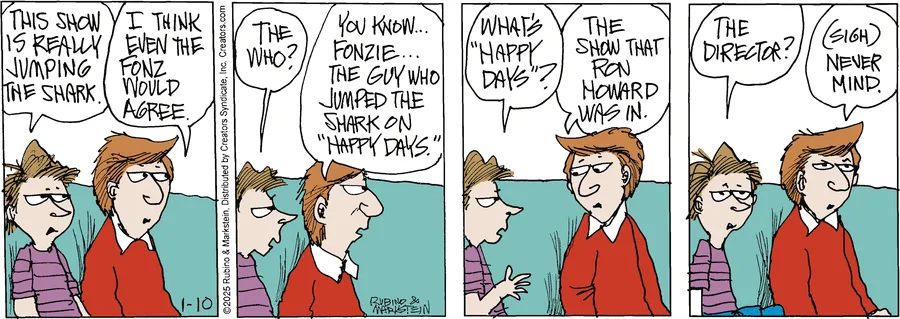 THIS SHOW
IS REALLY
JUMPING
THE SHARK.
I THINK
EVEN THE
FONZ
WOULD
AGREE.
1-10
©2025 Rubino & Markstein, Distributed by Creators Syndicate, Inc. Creators.com
THE
WHO?
YOU KNOW...
FONZIE...
THE GUY WHO
JUMPED THE
SHARK ON
"HAPPY DAYS."
RUBINO &
MARKSTEIN
WHAT'S
"HAPPY
DAYS"?
THE
SHOW THAT
RON
HOWARD
WAS IN.
THE
DIRECTOR?
(SIGH)
NEVER
MIND.